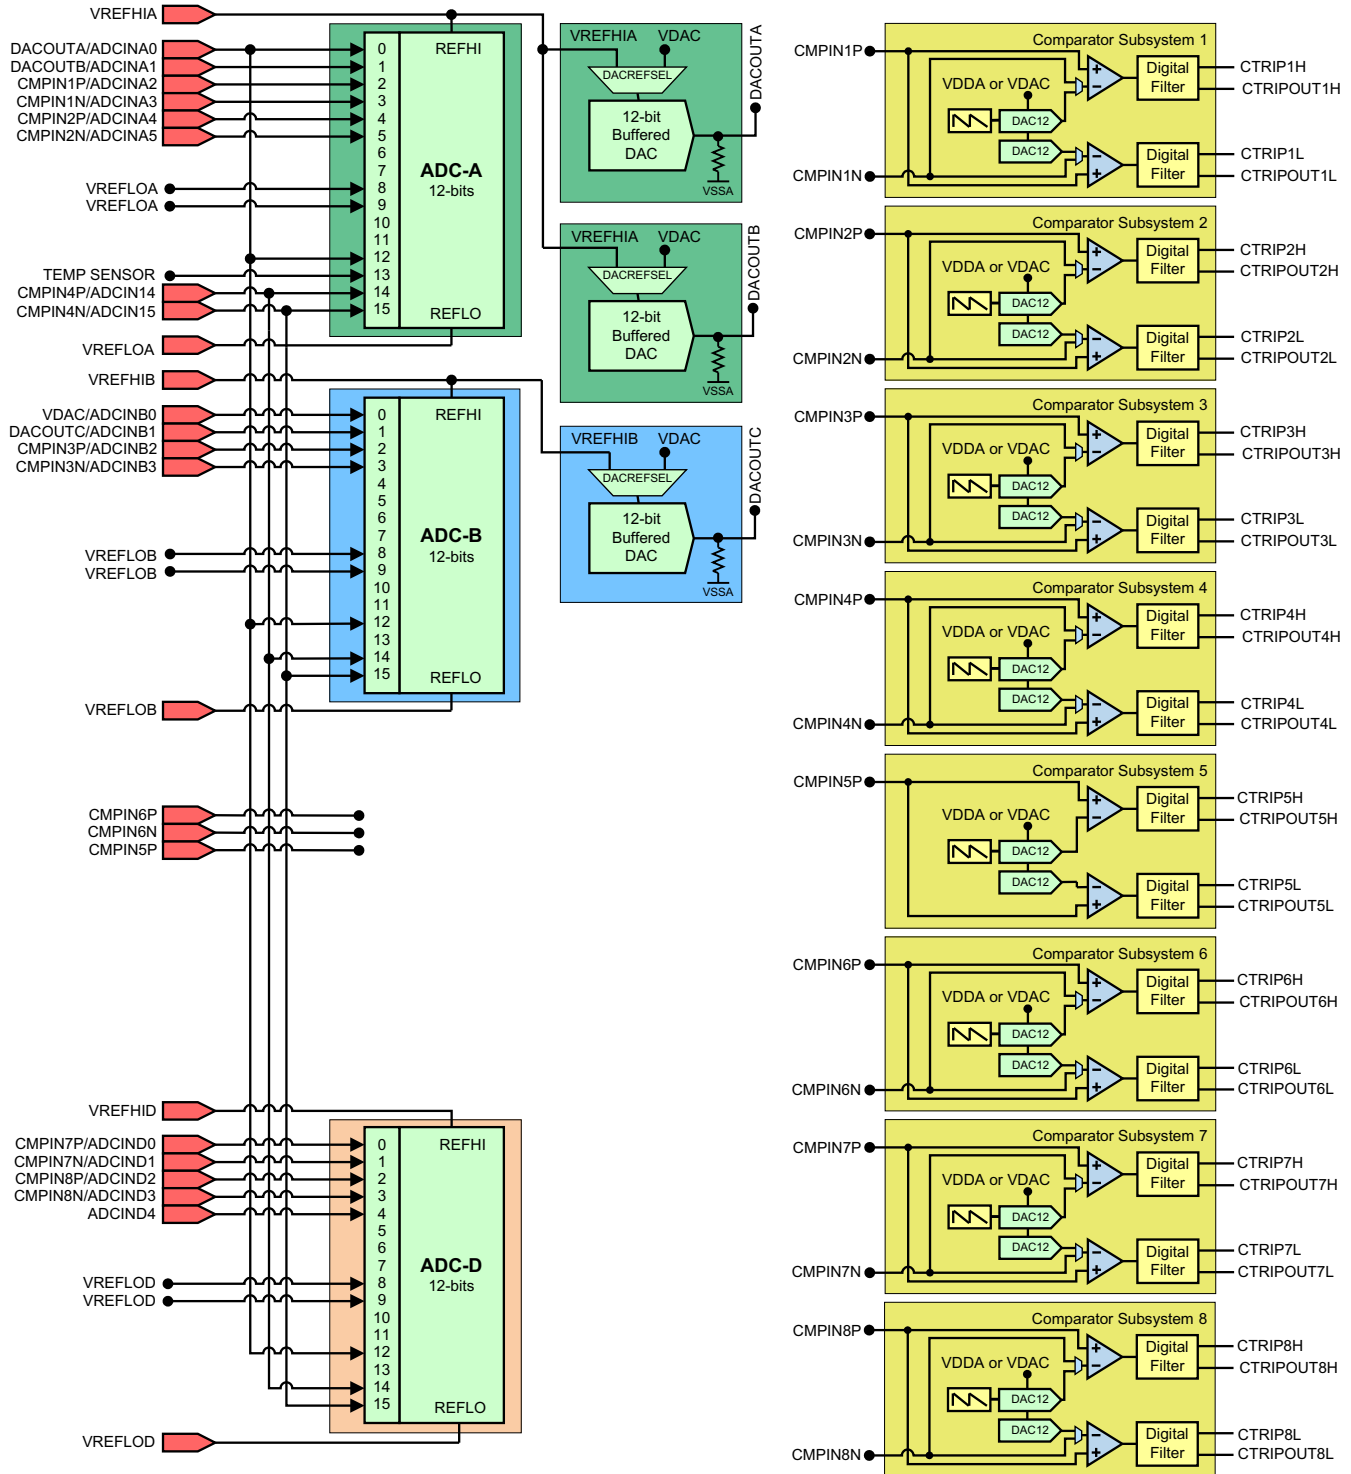 VREFHIA
DACOUTA/ADCINA0
DACOUTB/ADCINA1
CMPIN1P/ADCINA2
CMPIN1N/ADCINA3
CMPIN2P/ADCINA4
CMPIN2N/ADCINA5
VREFLOA
VREFLOA
TEMP SENSOR
CMPIN4P/ADCIN14
CMPIN4N/ADCIN15
VREFLOA
REFHI
0
1
2
3
4
5
6
7
8
9
10
11
12
13
14
15
ADC-A
12-bits
REFLO
VREFHIB
VDAC/ADCINB0
DACOUTC/ADCINB1
CMPIN3P/ADCINB2
CMPIN3N/ADCINB3
VREFLOB
VREFLOB
VREFLOB
REFHI
0
1
2
3
4
5
6
7
8
9
10
11
12
13
14
15
ADC-B
12-bits
REFLO
CMPIN6P
CMPIN6N
CMPIN5P
VREFHID
CMPIN7P/ADCIND0
CMPIN7N/ADCIND1
CMPIN8P/ADCIND2
CMPIN8N/ADCIND3
ADCIND4
VREFLOD
VREFLOD
VREFLOD
REFHI
0
1
2
3
4
5
6
7
8
9
10
11
12
13
14
15
ADC-D
12-bits
REFLO
VREFHIA VDAC
DACREFSEL
12-bit
Buffered
DAC
VSSA
DACOUTA
VREFHIA VDAC
DACREFSEL
12-bit
Buffered
DAC
VSSA
DACOUTB
VREFHIB VDAC
DACREFSEL
12-bit
Buffered
DAC
VSSA
DACOUTC
Comparator Subsystem 1
CMPIN1P
CMPIN1N
VDDA or VDAC
DAC12
DAC12
Digital
Filter
Digital
Filter
CTRIP1H
CTRIPOUT1H
CTRIP1L
CTRIPOUT1L
Comparator Subsystem 2
CMPIN2P
CMPIN2N
VDDA or VDAC
DAC12
DAC12
Digital
Filter
Digital
Filter
CTRIP2H
CTRIPOUT2H
CTRIP2L
CTRIPOUT2L
Comparator Subsystem 3
CMPIN3P
CMPIN3N
VDDA or VDAC
DAC12
DAC12
Digital
Filter
Digital
Filter
CTRIP3H
CTRIPOUT3H
CTRIP3L
CTRIPOUT3L
Comparator Subsystem 4
CMPIN4P
CMPIN4N
VDDA or VDAC
DAC12
DAC12
Digital
Filter
Digital
Filter
CTRIP4H
CTRIPOUT4H
CTRIP4L
CTRIPOUT4L
Comparator Subsystem 5
CMPIN5P
VDDA or VDAC
DAC12
DAC12
Digital
Filter
Digital
Filter
CTRIP5H
CTRIPOUT5H
CTRIP5L
CTRIPOUT5L
Comparator Subsystem 6
CMPIN6P
CMPIN6N
VDDA or VDAC
DAC12
DAC12
Digital
Filter
Digital
Filter
CTRIP6H
CTRIPOUT6H
CTRIP6L
CTRIPOUT6L
Comparator Subsystem 7
CMPIN7P
CMPIN7N
VDDA or VDAC
DAC12
DAC12
Digital
Filter
Digital
Filter
CTRIP7H
CTRIPOUT7H
CTRIP7L
CTRIPOUT7L
Comparator Subsystem 8
CMPIN8P
CMPIN8N
VDDA or VDAC
DAC12
DAC12
Digital
Filter
Digital
Filter
CTRIP8H
CTRIPOUT8H
CTRIP8L
CTRIPOUT8L